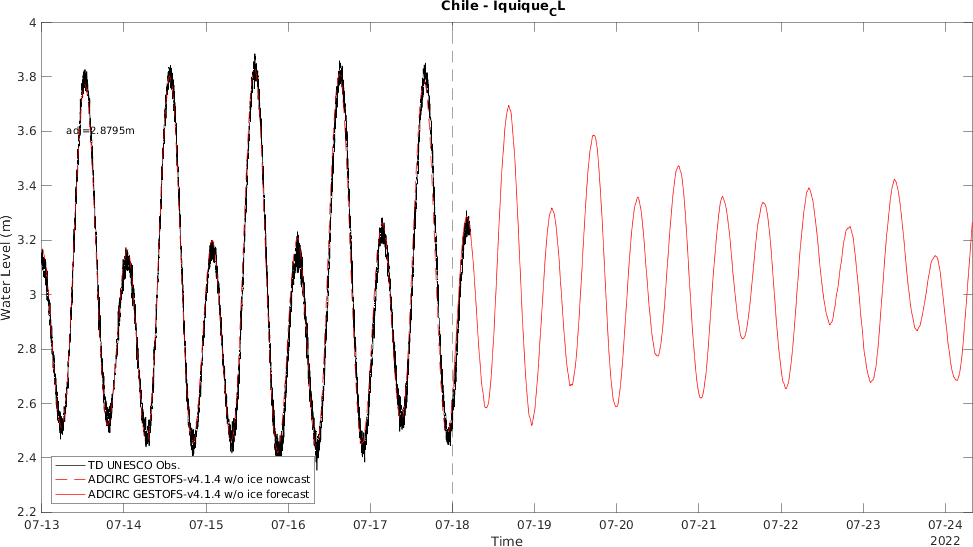 Chile - Iquique_CL
4
3.8
3.6
3.4
3.2
3
2.8
2.6
2.4
2.2
Water Level (m)
adj=2.8795m
TD UNESCO Obs.
ADCIRC GESTOFS-v4.1.4 w/o ice nowcast
ADCIRC GESTOFS-v4.1.4 w/o ice forecast
07-13 07-14 07-15 07-16 07-17 07-18 07-19 07-20 07-21 07-22 07-23 07-24
2022
Time